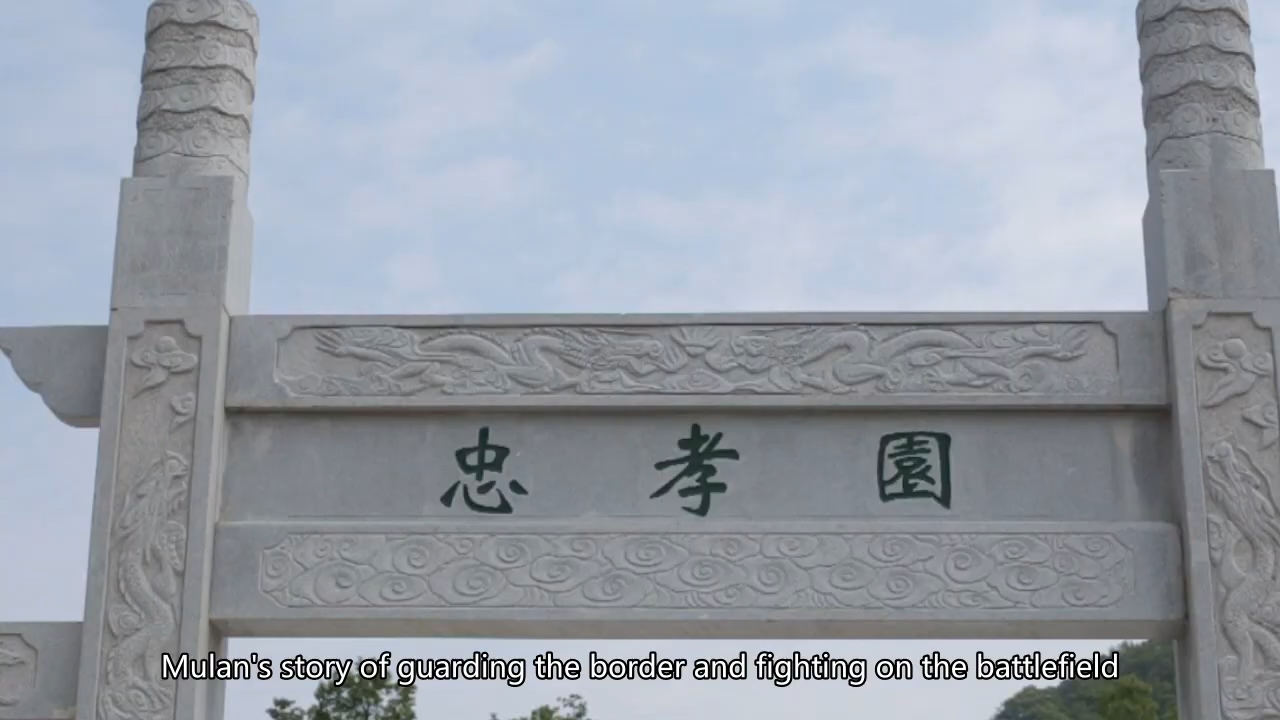 忠孝園
Mulan's story of guarding the border and fighting on the battlefield